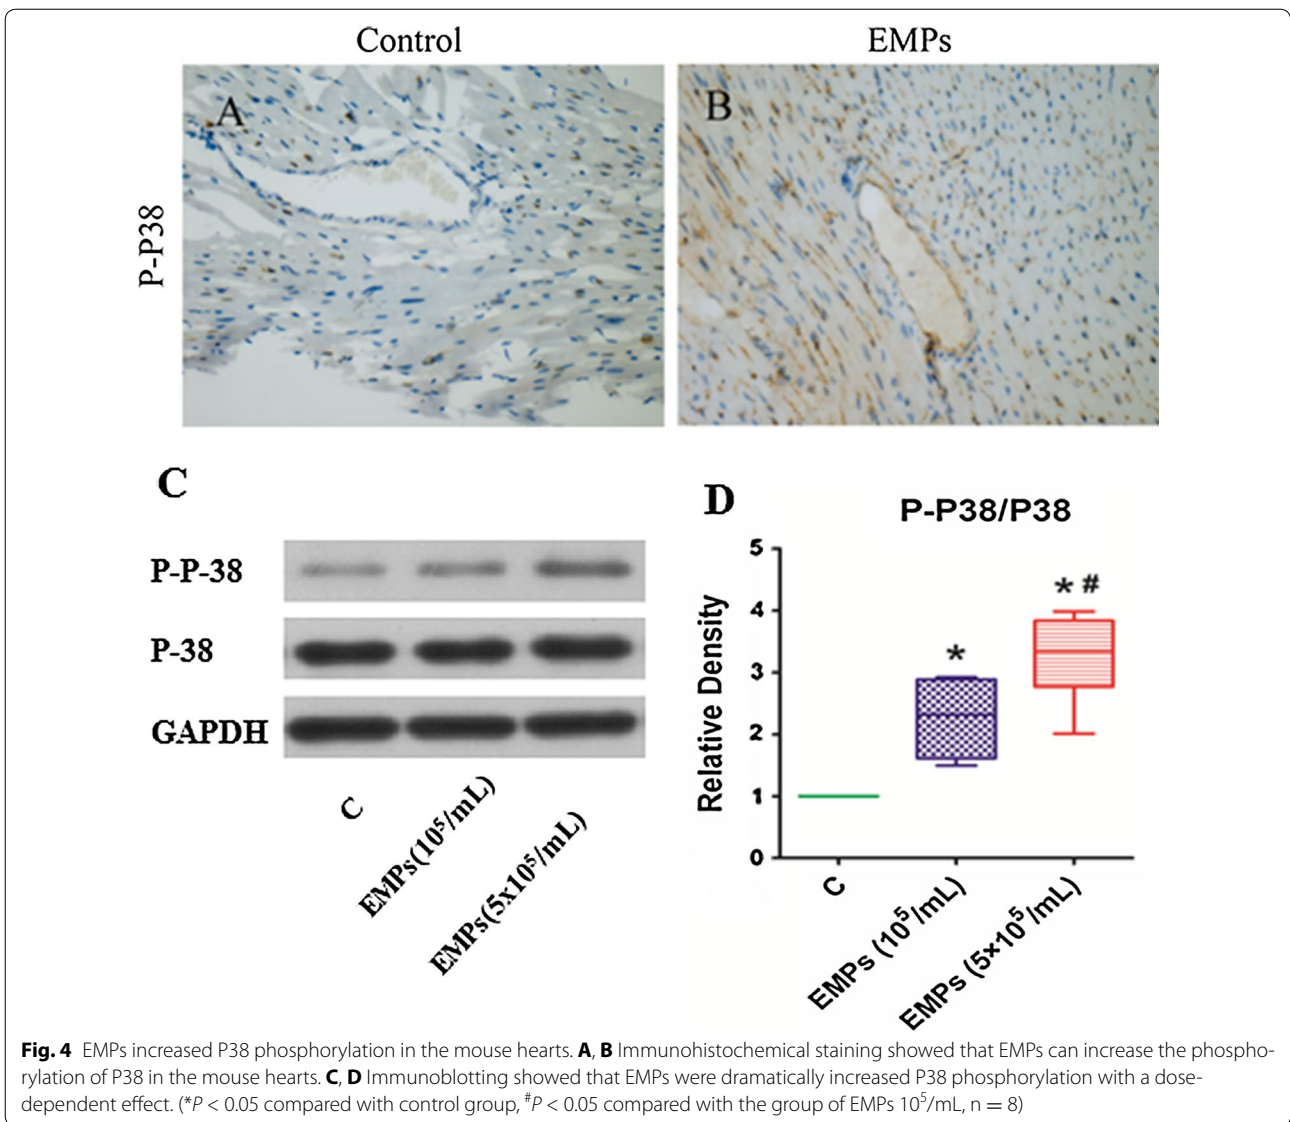 Control
EMPs
A
B
P-P38
C
P-P-38
P-38
GAPDH
C
EMPs(10⁵/mL)
EMPs(5x10⁵/mL)
D
P-P38/P38
Relative Density
5
4
3
2
1
0
*
* #
C
EMPs (10⁵/mL)
EMPs (5×10⁵/mL)
Fig. 4 EMPs increased P38 phosphorylation in the mouse hearts. A, B Immunohistochemical staining showed that EMPs can increase the phospho-
rylation of P38 in the mouse hearts. C, D Immunoblotting showed that EMPs were dramatically increased P38 phosphorylation with a dose-
dependent effect. (*P < 0.05 compared with control group, #P < 0.05 compared with the group of EMPs 10⁵/mL, n = 8)